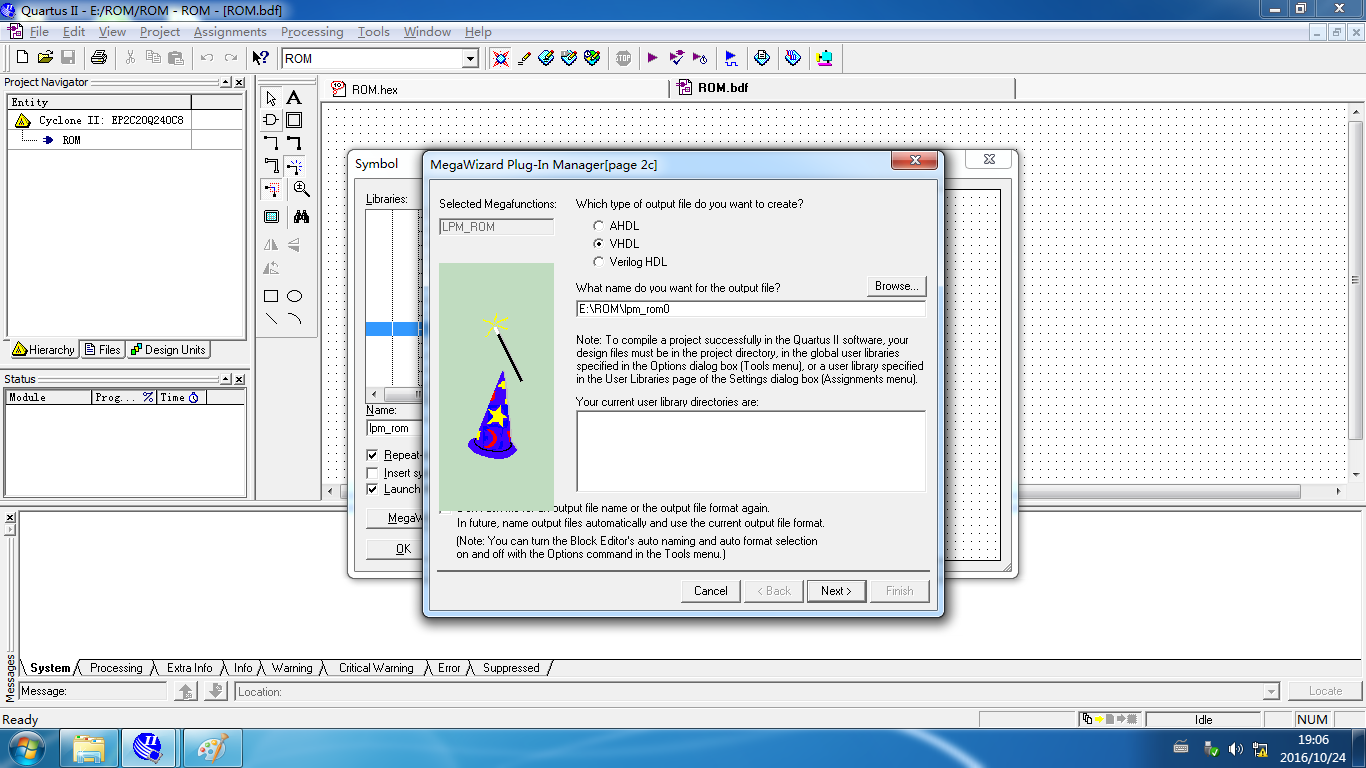 Quartus II - E:/ROM/ROM - ROM - [ROM.bdf]
File Edit View Project Assignments Processing Tools Window Help
ROM
Project Navigator
Entity
Cyclone II: EP2C20Q240C8
ROM
Hierarchy Files Design Units
Status
Module Prog... % Time
ROM.hex
ROM.bdf
Symbol
Libraries:
Name:
lpm_rom
Repeat-
Insert sy
Launch
MegaW
OK
MegaWizard Plug-In Manager[page 2c]
Selected Megafunctions:
LPM_ROM
Which type of output file do you want to create?
AHDL
VHDL
Verilog HDL
What name do you want for the output file?
Browse...
E:\ROM\lpm_rom0
Note: To compile a project successfully in the Quartus II software, your
design files must be in the project directory, in the global user libraries
specified in the Options dialog box (Tools menu), or a user library specified
in the User Libraries page of the Settings dialog box (Assignments menu).
Your current user library directories are:
output file name or the output file format again.
In future, name output files automatically and use the current output file format.
(Note: You can turn the Block Editor's auto naming and auto format selection
on and off with the Options command in the Tools menu.)
Cancel < Back Next > Finish
System Processing Extra Info Info Warning Critical Warning Error Suppressed
Messages
Message:
Location:
Locate
Ready
Idle
NUM
19:06
2016/10/24